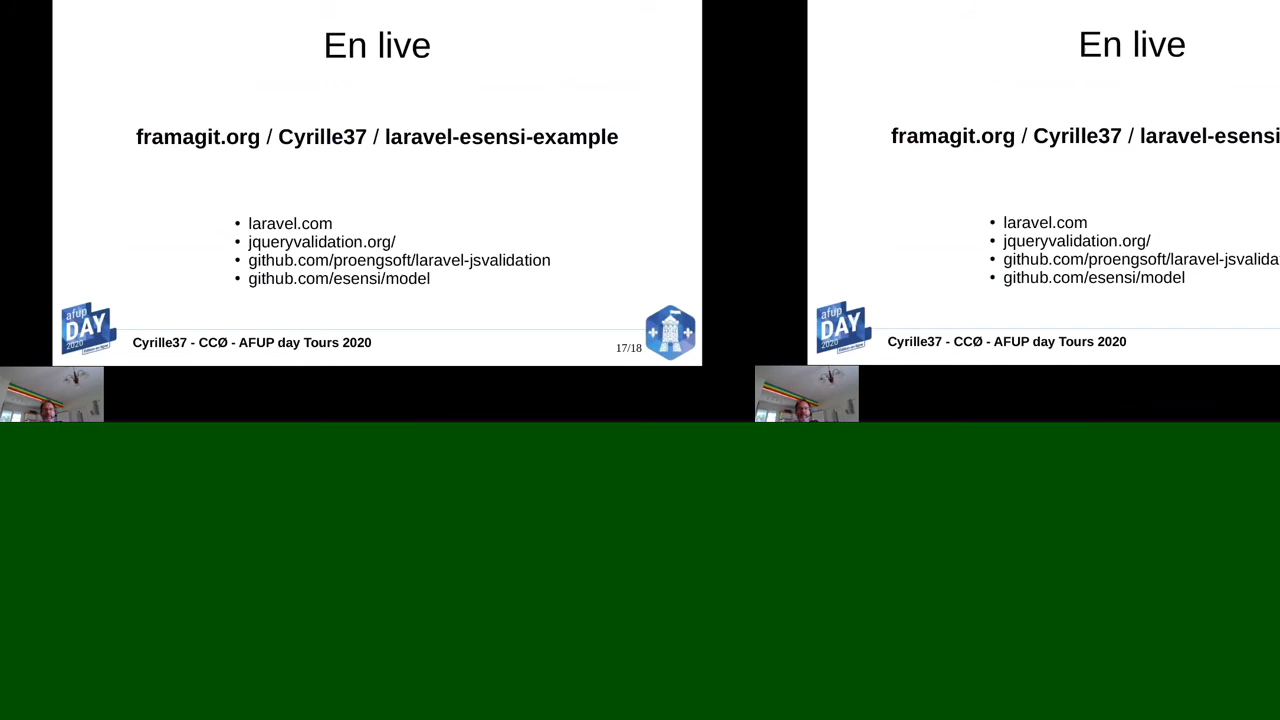 En live
framagit.org / Cyrille37 / laravel-esensi-example
• laravel.com
• jqueryvalidation.org/
• github.com/proengsoft/laravel-jsvalidation
• github.com/esensi/model
afup
DAY
2020
Cyrille37 - CCØ - AFUP day Tours 2020
17/18
En live
framagit.org / Cyrille37 / laravel-esensi
• laravel.com
• jqueryvalidation.org/
• github.com/proengsoft/laravel-jsvalida
• github.com/esensi/model
afup
DAY
2020
Cyrille37 - CCØ - AFUP day Tours 2020